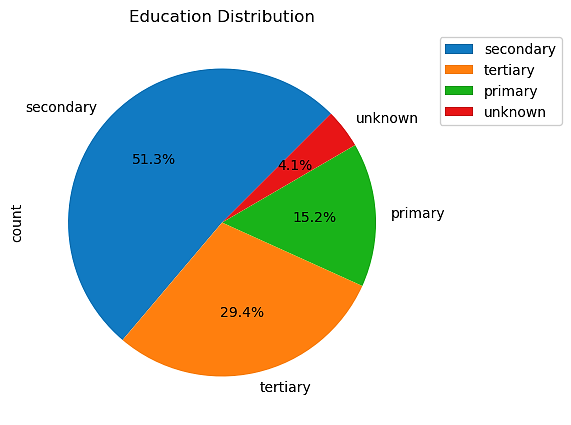 Education Distribution
secondary
tertiary
primary
unknown
secondary
unknown
51.3%
4.1%
count
primary
15.2%
29.4%
tertiary